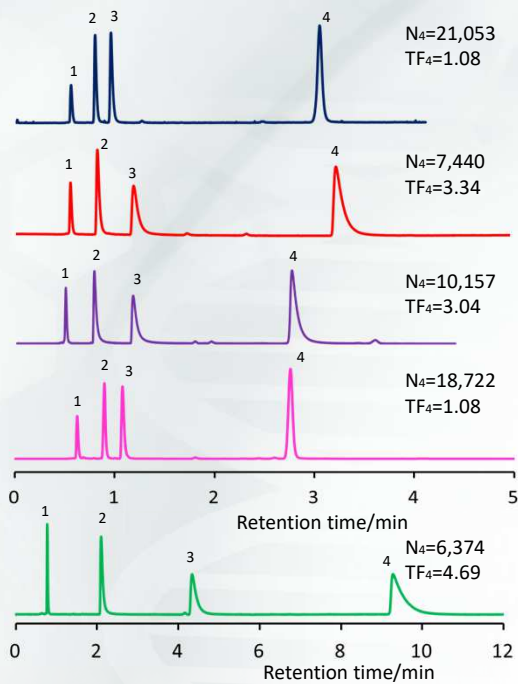 1 2 3 4
N4=21,053
TF4=1.08
1 2 3 4
N4=7,440
TF4=3.34
1 2 3 4
N4=10,157
TF4=3.04
1 2 3 4
N4=18,722
TF4=1.08
0 1 2 3 4 5
Retention time/min
1 2 3 4
N4=6,374
TF4=4.69
0 2 4 6 8 10 12
Retention time/min